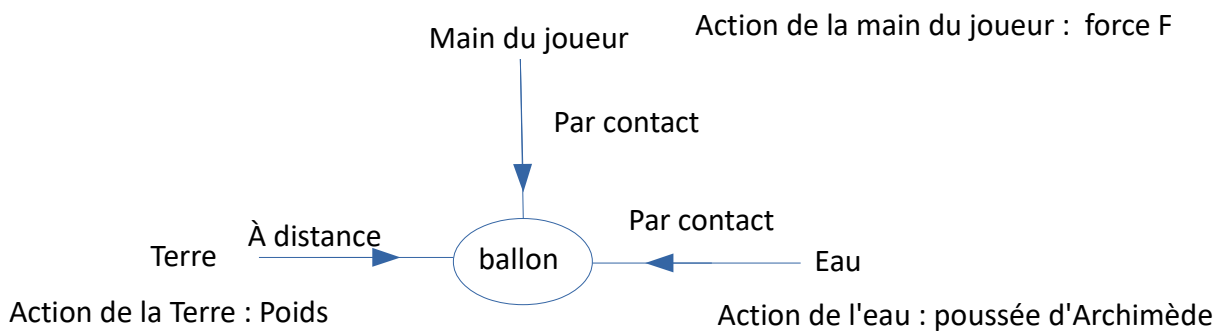 Action de la main du joueur :  force F
Main du joueur
Par contact
Par contact
À distance
Terre
ballon
Eau
Action de la Terre : Poids
Action de l'eau : poussée d'Archimède